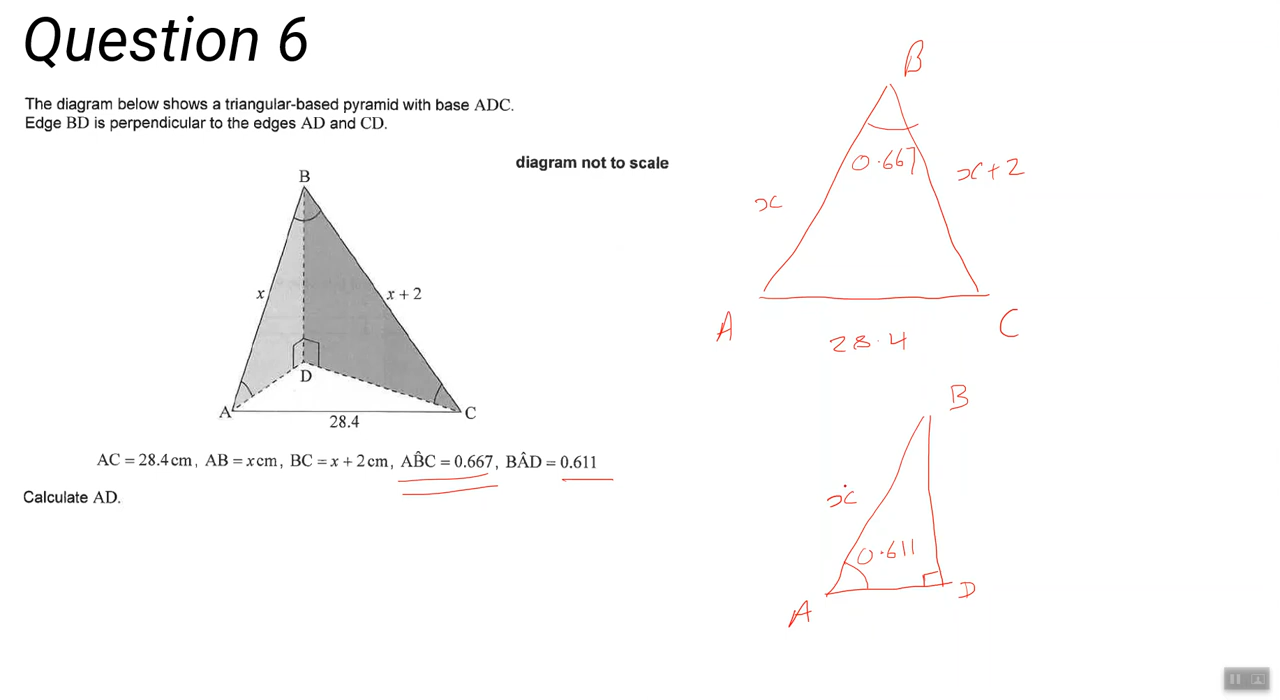 Question 6
The diagram below shows a triangular-based pyramid with base ADC.
Edge BD is perpendicular to the edges AD and CD.
diagram not to scale
B
x
x + 2
D
A
C
28.4
AC = 28.4 cm, AB = x cm, BC = x + 2 cm, AB̂C = 0.667, BÂD = 0.611
Calculate AD.
B
0.667
x+2
x
A
C
28.4
B
x
0.611
A
D